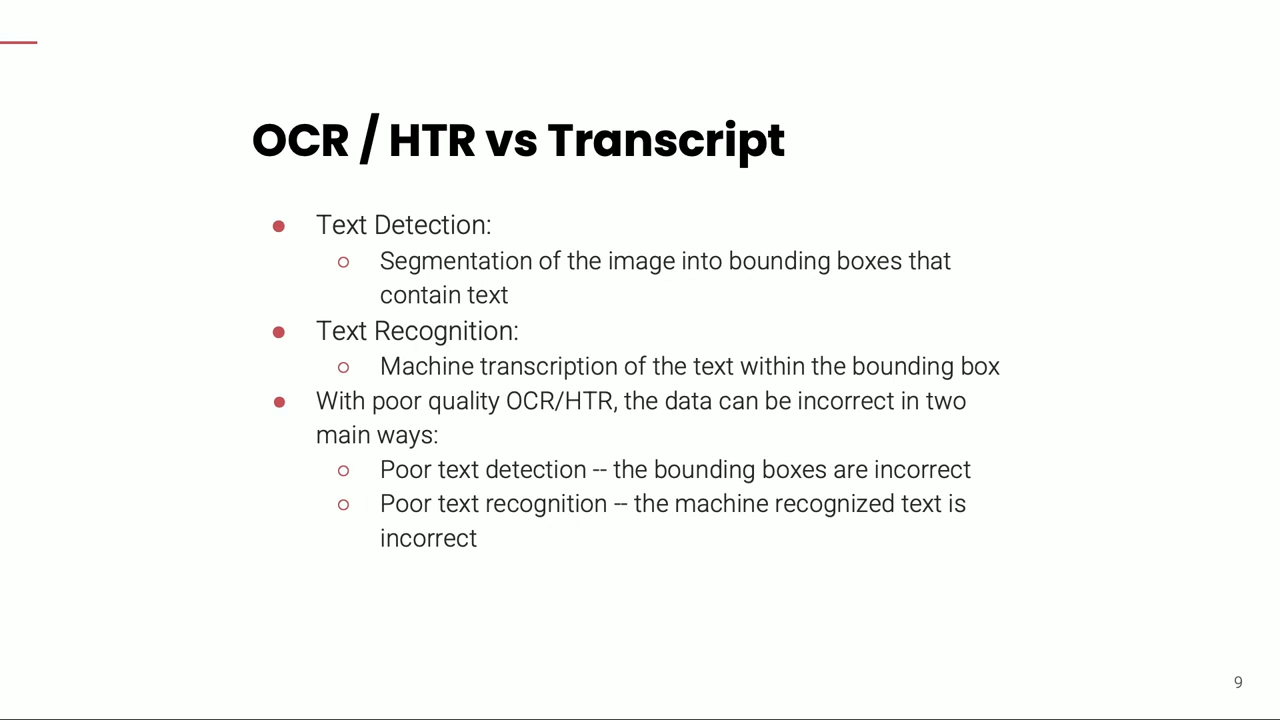 OCR / HTR vs Transcript
● Text Detection:
○ Segmentation of the image into bounding boxes that
contain text
● Text Recognition:
○ Machine transcription of the text within the bounding box
● With poor quality OCR/HTR, the data can be incorrect in two
main ways:
○ Poor text detection -- the bounding boxes are incorrect
○ Poor text recognition -- the machine recognized text is
incorrect
9